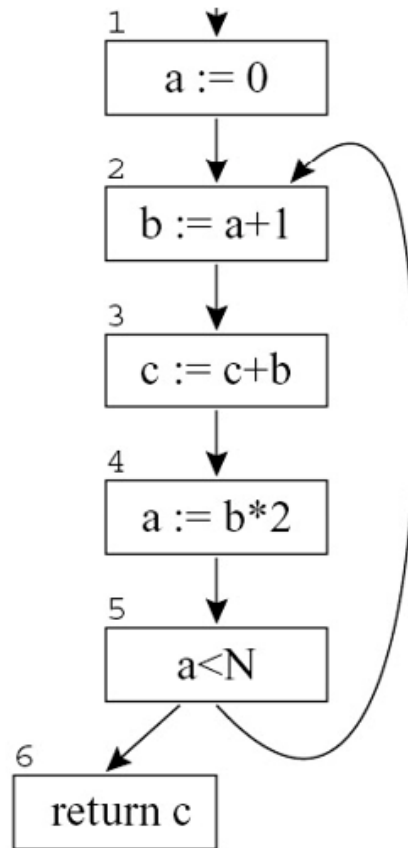 1
a := 0
2
b := a+1
3
c := c+b
4
a := b*2
5
a<N
6
return c